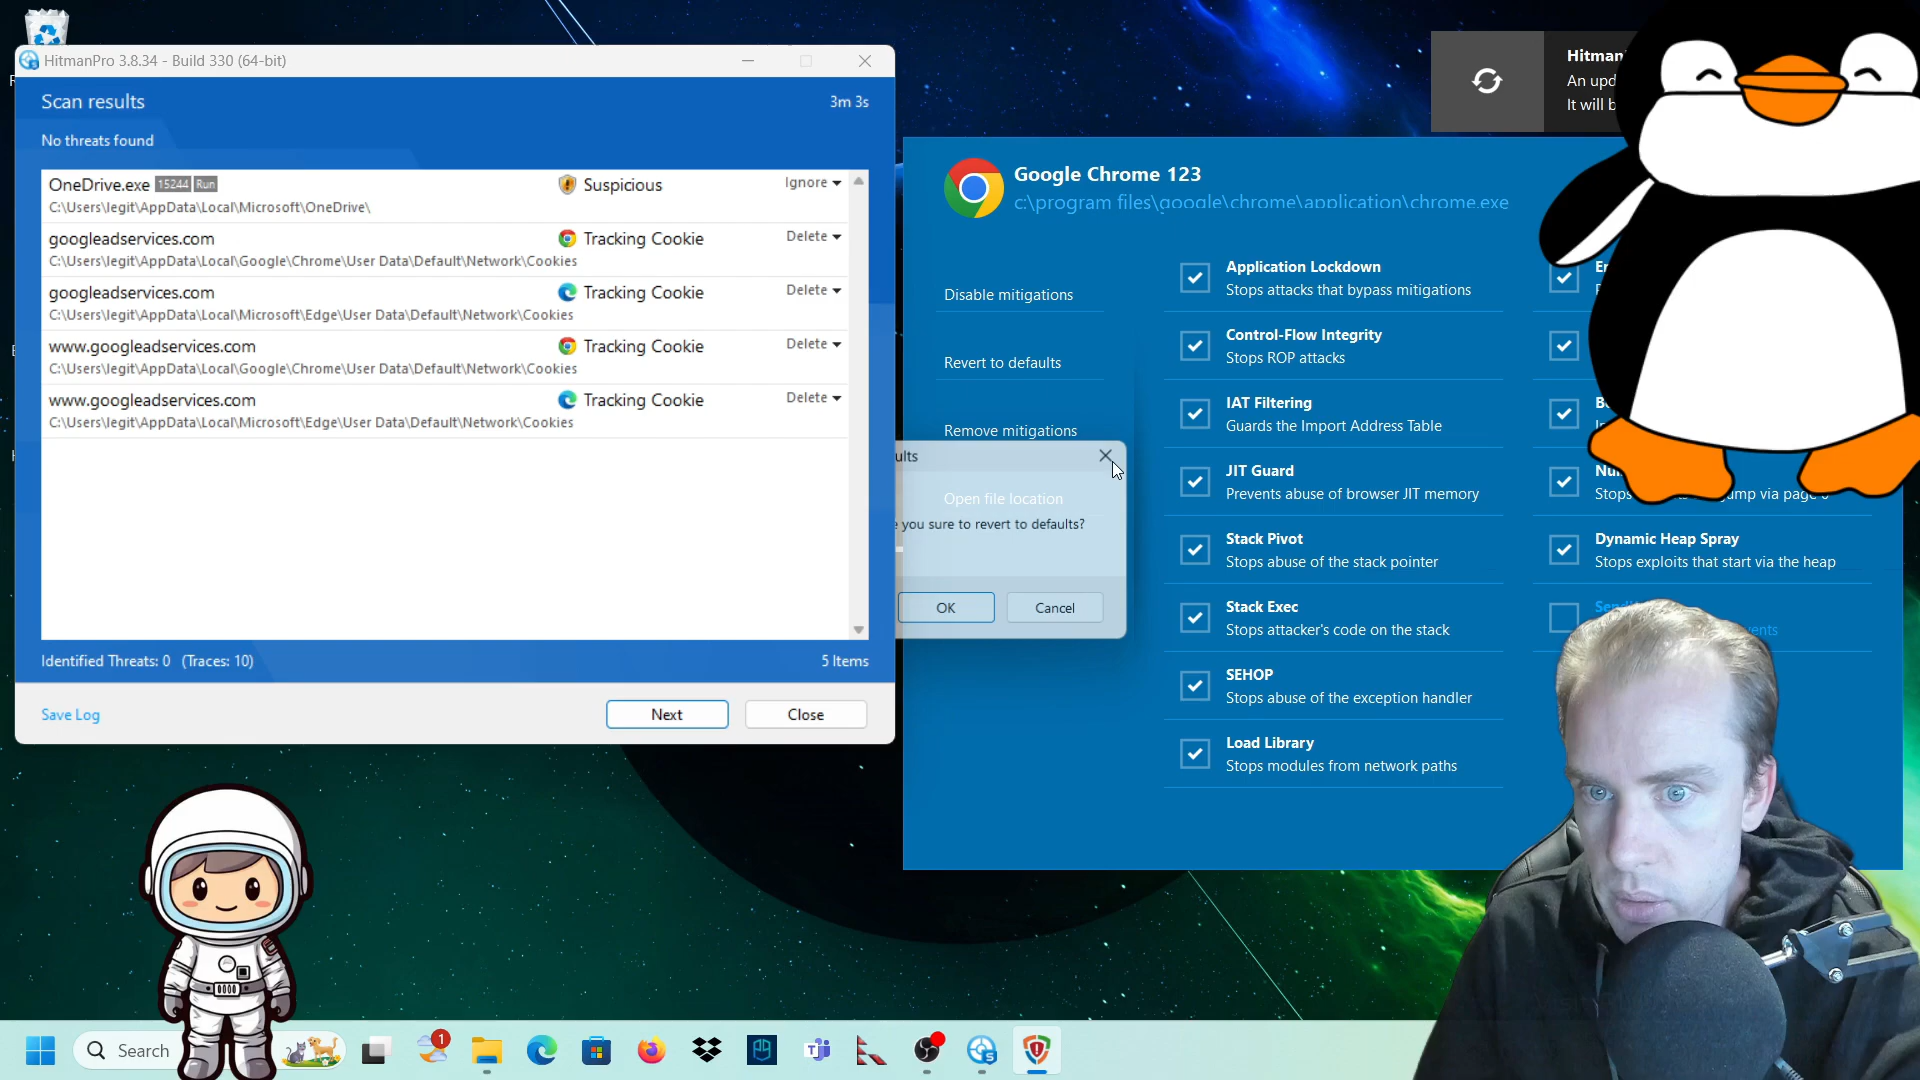 HitmanPro 3.8.34 - Build 330 (64-bit)
Scan results
3m 3s
No threats found
OneDrive.exe 15244 Run
Suspicious
Ignore
C:\Users\legit\AppData\Local\Microsoft\OneDrive\
googleadservices.com
Tracking Cookie
Delete
C:\Users\legit\AppData\Local\Google\Chrome\User Data\Default\Network\Cookies
googleadservices.com
Tracking Cookie
Delete
C:\Users\legit\AppData\Local\Microsoft\Edge\User Data\Default\Network\Cookies
www.googleadservices.com
Tracking Cookie
Delete
C:\Users\legit\AppData\Local\Google\Chrome\User Data\Default\Network\Cookies
www.googleadservices.com
Tracking Cookie
Delete
C:\Users\legit\AppData\Local\Microsoft\Edge\User Data\Default\Network\Cookies
Identified Threats: 0 (Traces: 10)
5 Items
Save Log
Next
Close
An
It will
Google Chrome 123
c:\program files\google\chrome\application\chrome.exe
Disable mitigations
Revert to defaults
Remove mitigations
Open file location
you sure to revert to defaults?
OK
Cancel
Application Lockdown
Stops attacks that bypass mitigations
Control-Flow Integrity
Stops ROP attacks
IAT Filtering
Guards the Import Address Table
JIT Guard
Prevents abuse of browser JIT memory
Stack Pivot
Stops abuse of the stack pointer
Stack Exec
Stops attacker's code on the stack
SEHOP
Stops abuse of the exception handler
Load Library
Stops modules from network paths
Stops
via page 0
Dynamic Heap Spray
Stops exploits that start via the heap
Search
1